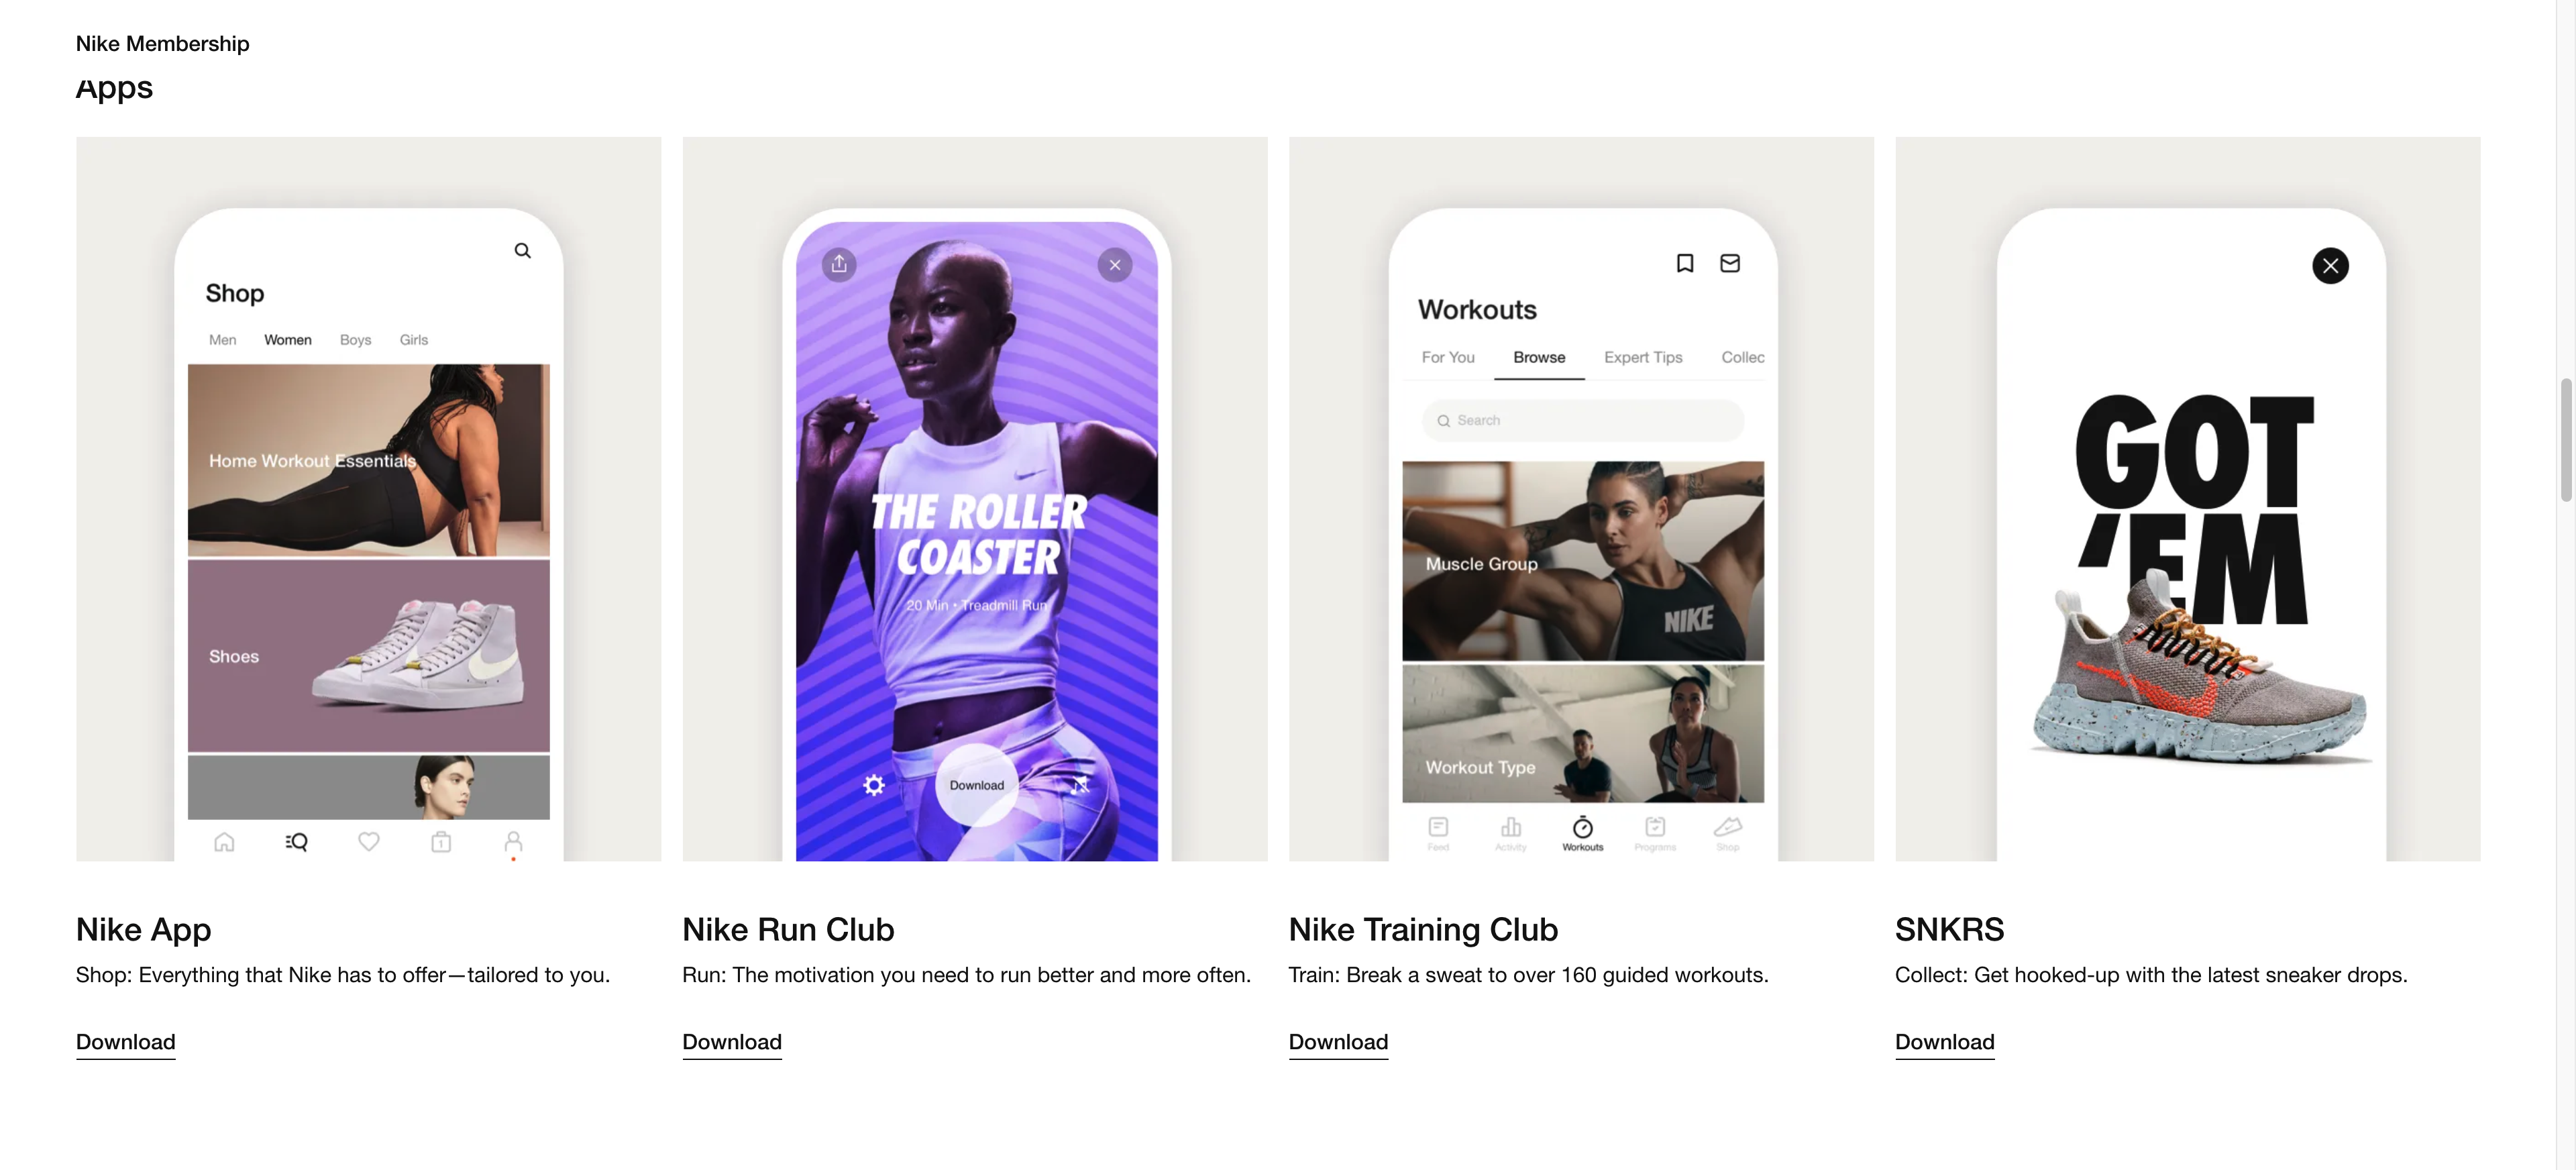 Nike Membership
Apps
Shop
Men Women Boys Girls
Home Workout Essentials
Shoes
1
THE ROLLER
COASTER
20 Min • Treadmill Run
Download
Workouts
For You Browse Expert Tips Collec
Search
Muscle Group
NIKE
Workout Type
Feed Activity Workouts Programs Shop
GOT
'EM
Nike App
Shop: Everything that Nike has to offer—tailored to you.
Download
Nike Run Club
Run: The motivation you need to run better and more often.
Download
Nike Training Club
Train: Break a sweat to over 160 guided workouts.
Download
SNKRS
Collect: Get hooked-up with the latest sneaker drops.
Download